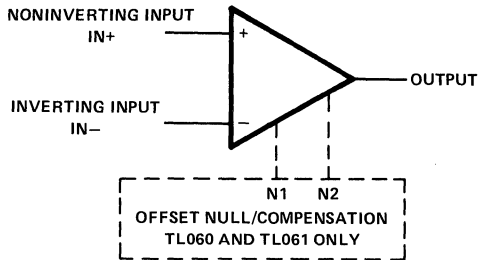 NONINVERTING INPUT
IN+
+
OUTPUT
INVERTING INPUT
IN−
−
N1 N2
OFFSET NULL/COMPENSATION
TL060 AND TL061 ONLY